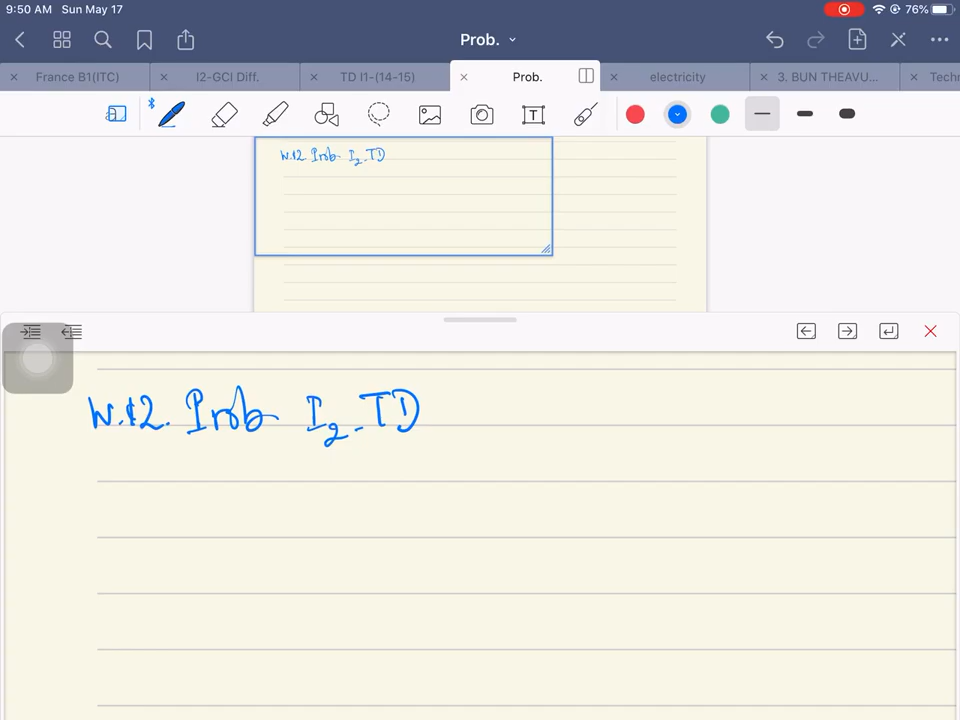 9:50 AM Sun May 17 76%
Prob.
France B1(ITC) I2-GCI Diff. TD I1-(14-15) Prob. electricity 3. BUN THEAVU... Techn
W.12. Prob I2-TD
W.12. Prob I2-TD